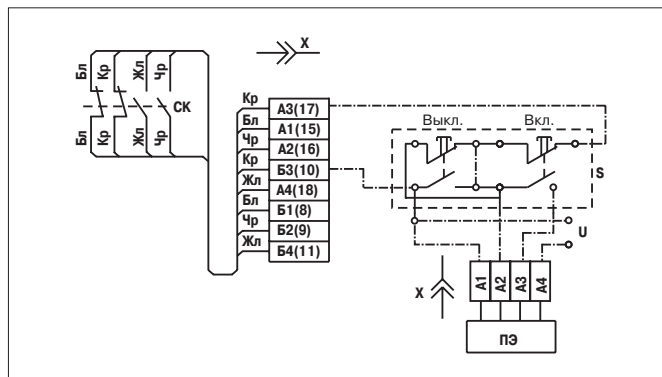 X
Бл
Кр
Жл
Чр
СК
Бл
Кр
Жл
Чр
Кр
Бл
Чр
Кр
Жл
Бл
Чр
Жл
А3(17)
А1(15)
А2(16)
Б3(10)
А4(18)
Б1(8)
Б2(9)
Б4(11)
Выкл.
Вкл.
S
U
X
А1
А2
А3
А4
ПЭ